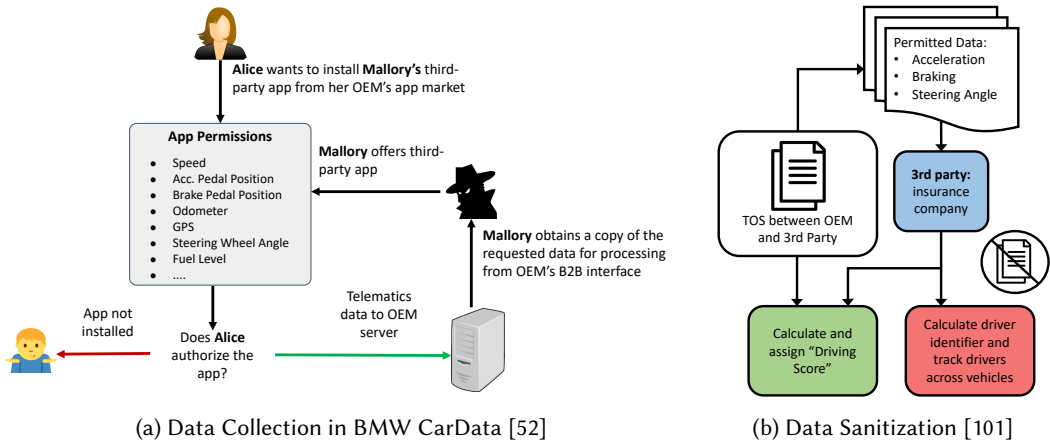 Alice wants to install Mallory's third-
party app from her OEM's app market
App Permissions
● Speed
● Acc. Pedal Position
● Brake Pedal Position
● Odometer
● GPS
● Steering Wheel Angle
● Fuel Level
● ....
Mallory offers third-
party app
Mallory obtains a copy of the
requested data for processing
from OEM's B2B interface
Telematics
data to OEM
server
App not
installed
Does Alice
authorize the
app?
(a) Data Collection in BMW CarData [52]
Permitted Data:
• Acceleration
• Braking
• Steering Angle
TOS between OEM
and 3rd Party
3rd party:
insurance
company
Calculate and
assign “Driving
Score”
Calculate driver
identifier and
track drivers
across vehicles
(b) Data Sanitization [101]